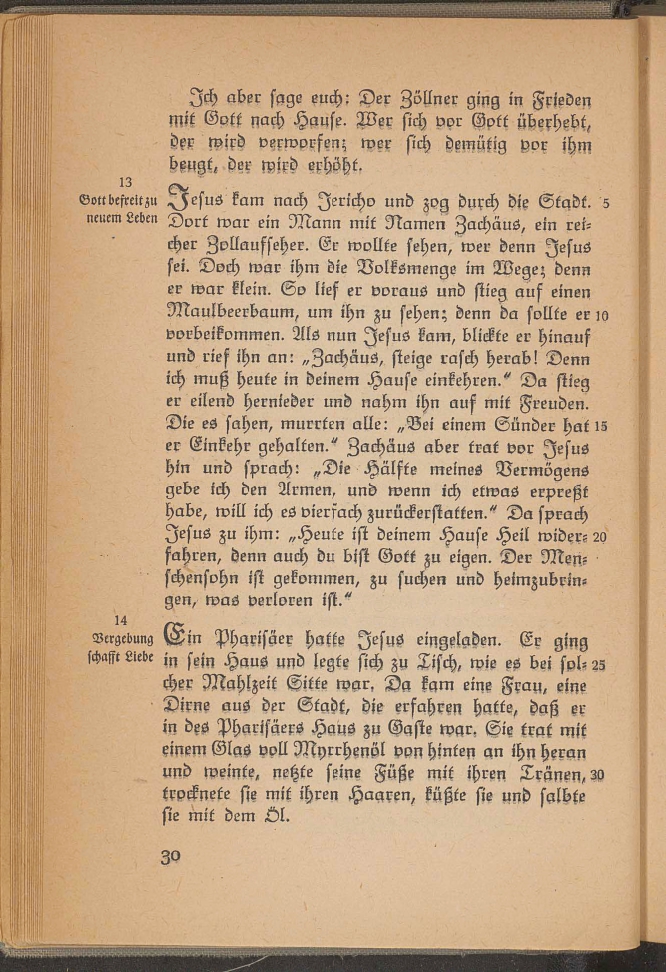 Ich aber sage euch: Der Zöllner ging in Frieden
mit Gott nach Hause. Wer sich vor Gott überhebt,
der wird verworfen; wer sich demütig vor ihm
beugt, der wird erhöht.
13
Gott befreit zu
neuem Leben
Jesus kam nach Jericho und zog durch die Stadt. 5
Dort war ein Mann mit Namen Zachäus, ein rei-
cher Zollaufseher. Er wollte sehen, wer denn Jesus
sei. Doch war ihm die Volksmenge im Wege; denn
er war klein. So lief er voraus und stieg auf einen
Maulbeerbaum, um ihn zu sehen; denn da sollte er 10
vorbeikommen. Als nun Jesus kam, blickte er hinauf
und rief ihn an: „Zachäus, steige rasch herab! Denn
ich muß heute in deinem Hause einkehren.“ Da stieg
er eilend hernieder und nahm ihn auf mit Freuden.
Die es sahen, murrten alle: „Bei einem Sünder hat 15
er Einkehr gehalten.“ Zachäus aber trat vor Jesus
hin und sprach: „Die Hälfte meines Vermögens
gebe ich den Armen, und wenn ich etwas erpreßt
habe, will ich es vierfach zurückerstatten.“ Da sprach
Jesus zu ihm: „Heute ist deinem Hause Heil wider- 20
fahren, denn auch du bist Gott zu eigen. Der Men-
schensohn ist gekommen, zu suchen und heimzubrin-
gen, was verloren ist.“
14
Vergebung
schafft Liebe
Ein Pharisäer hatte Jesus eingeladen. Er ging
in sein Haus und legte sich zu Tisch, wie es bei sol- 25
cher Mahlzeit Sitte war. Da kam eine Frau, eine
Dirne aus der Stadt, die erfahren hatte, daß er
in des Pharisäers Haus zu Gaste war. Sie trat mit
einem Glas voll Myrrhenöl von hinten an ihn heran
und weinte, netzte seine Füße mit ihren Tränen, 30
trocknete sie mit ihren Haaren, küßte sie und salbte
sie mit dem Öl.
30